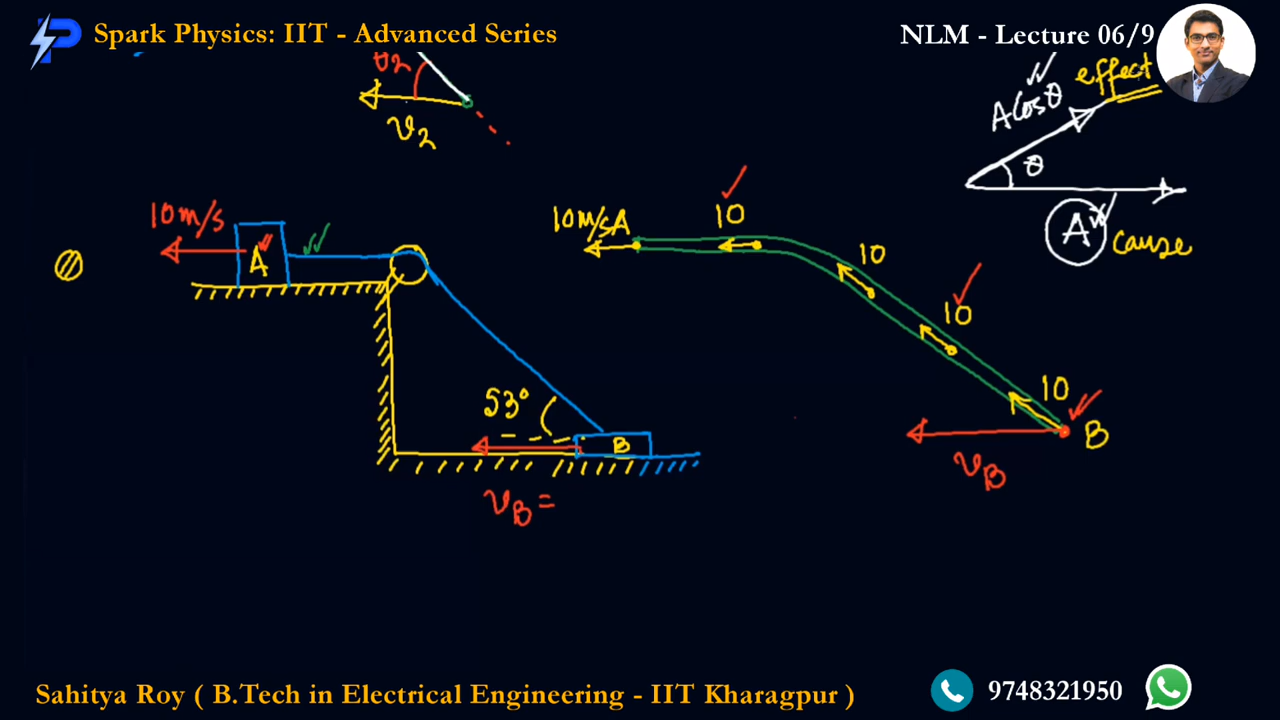 Spark Physics: IIT - Advanced Series
NLM - Lecture 06/9
θ2
v2
A Cosθ
effect
θ
A
cause
10m/s
A
53°
B
vB =
10m/s A
10
10
10
10
B
vB
Sahitya Roy ( B.Tech in Electrical Engineering - IIT Kharagpur )
9748321950